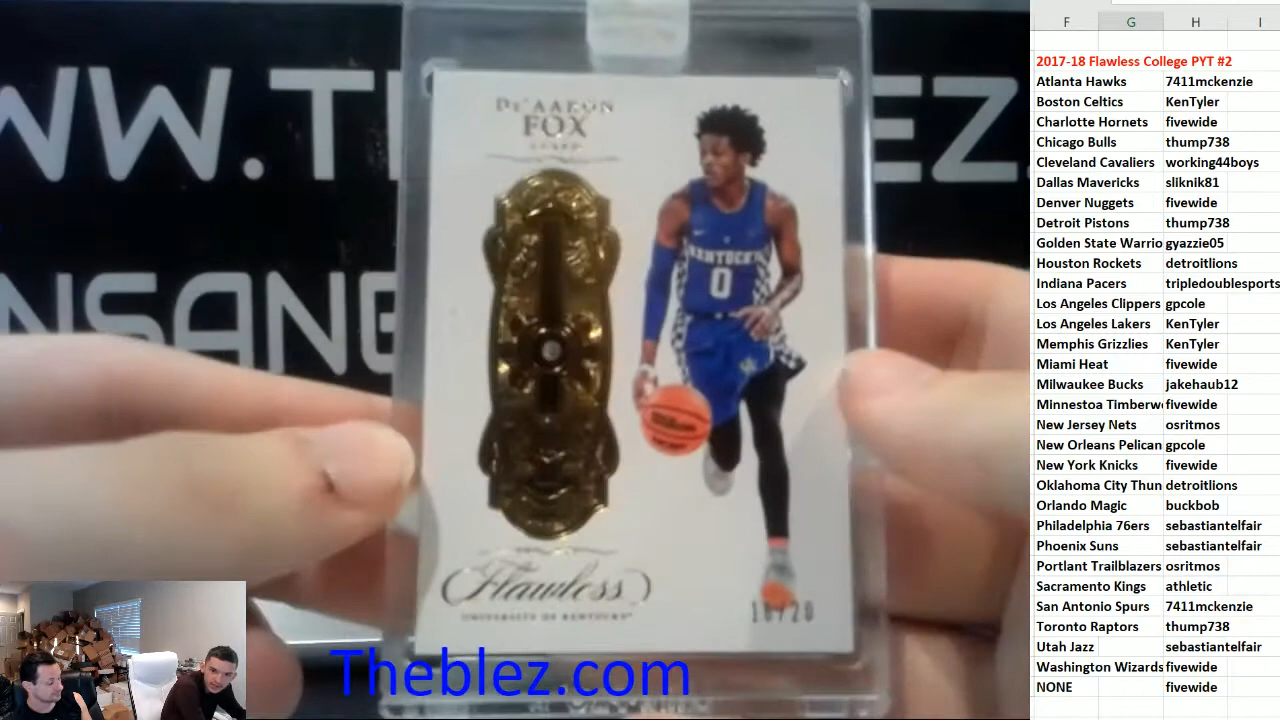 WW.T
EZ.
NSANE
DE'AARON
FOX
GUARD
KENTUCKY
0
Flawless
UNIVERSITY OF KENTUCKY
Theblez.com
F G H I
2017-18 Flawless College PYT #2
Atlanta Hawks 7411mckenzie
Boston Celtics KenTyler
Charlotte Hornets fivewide
Chicago Bulls thump738
Cleveland Cavaliers working44boys
Dallas Mavericks sliknik81
Denver Nuggets fivewide
Detroit Pistons thump738
Golden State Warrio gyazzie05
Houston Rockets detroitlions
Indiana Pacers tripledoublesports
Los Angeles Clippers gpcole
Los Angeles Lakers KenTyler
Memphis Grizzlies KenTyler
Miami Heat fivewide
Milwaukee Bucks jakehaub12
Minnestoa Timberw fivewide
New Jersey Nets osritmos
New Orleans Pelican gpcole
New York Knicks fivewide
Oklahoma City Thun detroitlions
Orlando Magic buckbob
Philadelphia 76ers sebastiantelfair
Phoenix Suns sebastiantelfair
Portlant Trailblazers osritmos
Sacramento Kings athletic
San Antonio Spurs 7411mckenzie
Toronto Raptors thump738
Utah Jazz sebastiantelfair
Washington Wizards fivewide
NONE fivewide